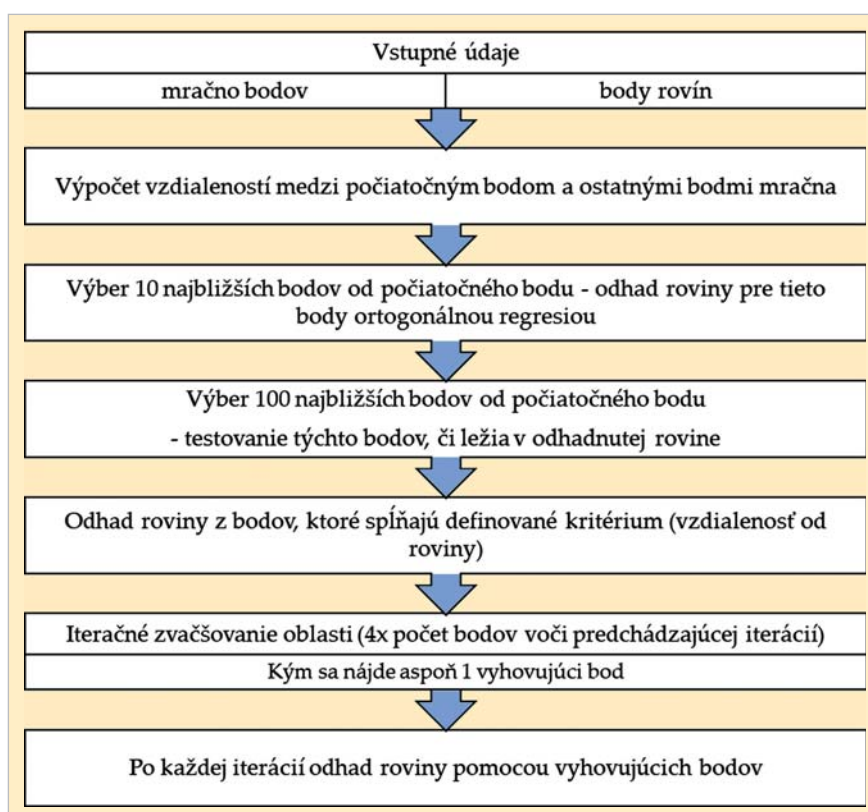 Vstupné údaje
mračno bodov
body rovín
Výpočet vzdialeností medzi počiatočným bodom a ostatnými bodmi mračna
Výber 10 najbližších bodov od počiatočného bodu - odhad roviny pre tieto
body ortogonálnou regresiou
Výber 100 najbližších bodov od počiatočného bodu
- testovanie týchto bodov, či ležia v odhadnutej rovine
Odhad roviny z bodov, ktoré spĺňajú definované kritérium (vzdialenosť od
roviny)
Iteračné zvačšovanie oblasti (4x počet bodov voči predchádzajúcej iterácií)
Kým sa nájde aspoň 1 vyhovujúci bod
Po každej iterácií odhad roviny pomocou vyhovujúcich bodov